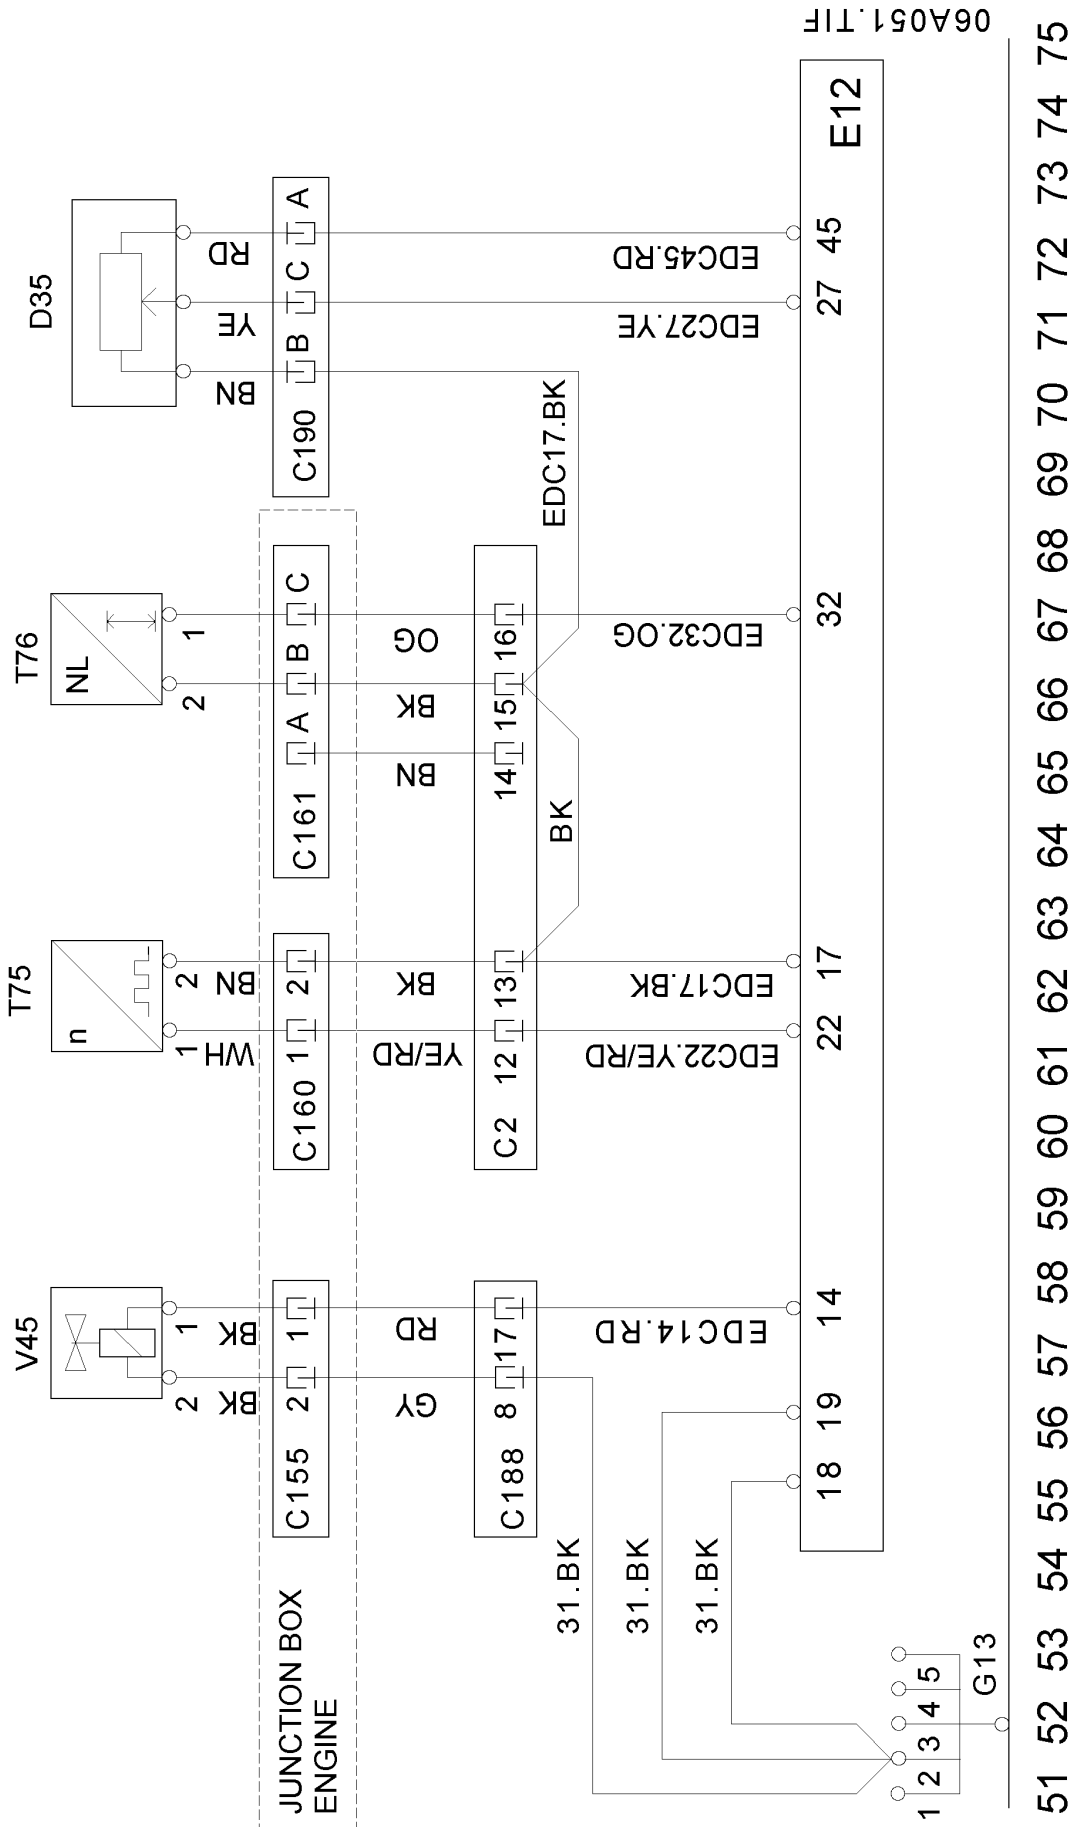 V45
T75
T76
D35
n
NL
2
1
1
2
2
1
BK
BK
WH
BN
BN
YE
RD
JUNCTION BOX
ENGINE
C155
2
1
C160
1
2
C161
A
B
C
C190
B
C
A
GY
RD
YE/RD
BK
BN
BK
OG
C188
8
17
C2
12
13
14
15
16
BK
EDC17.BK
31.BK
31.BK
31.BK
EDC14.RD
EDC22.YE/RD
EDC17.BK
EDC32.OG
EDC27.YE
EDC45.RD
18
19
14
22
17
32
27
45
E12
1
2
3
4
5
G13
06A051.TIF
51 52 53 54 55 56 57 58 59 60 61 62 63 64 65 66 67 68 69 70 71 72 73 74 75